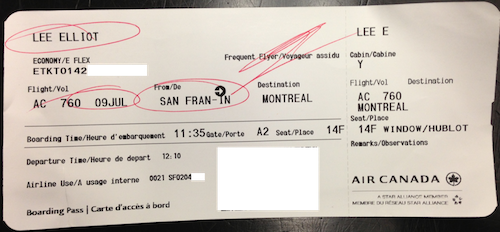 LEE ELLIOT
LEE E
ECONOMY/E FLEX
ETKT0142
Frequent Flyer/Voyageur assidu
Cabin/Cabine
Y
Flight/Vol From/De Destination
AC 760 09JUL SAN FRAN-IN MONTREAL
Flight/Vol Destination
AC 760
MONTREAL
Boarding Time/Heure d'embarquement 11:35 Gate/Porte A2 Seat/Place 14F
Seat/Place
14F WINDOW/HUBLOT
Departure Time/Heure de depart 12:10
Remarks/Observations
Airline Use/A usage interne 0021 SF0204
AIR CANADA
A STAR ALLIANCE MEMBER
MEMBRE DU RÉSEAU STAR ALLIANCE
Boarding Pass | Carte d'accès à bord